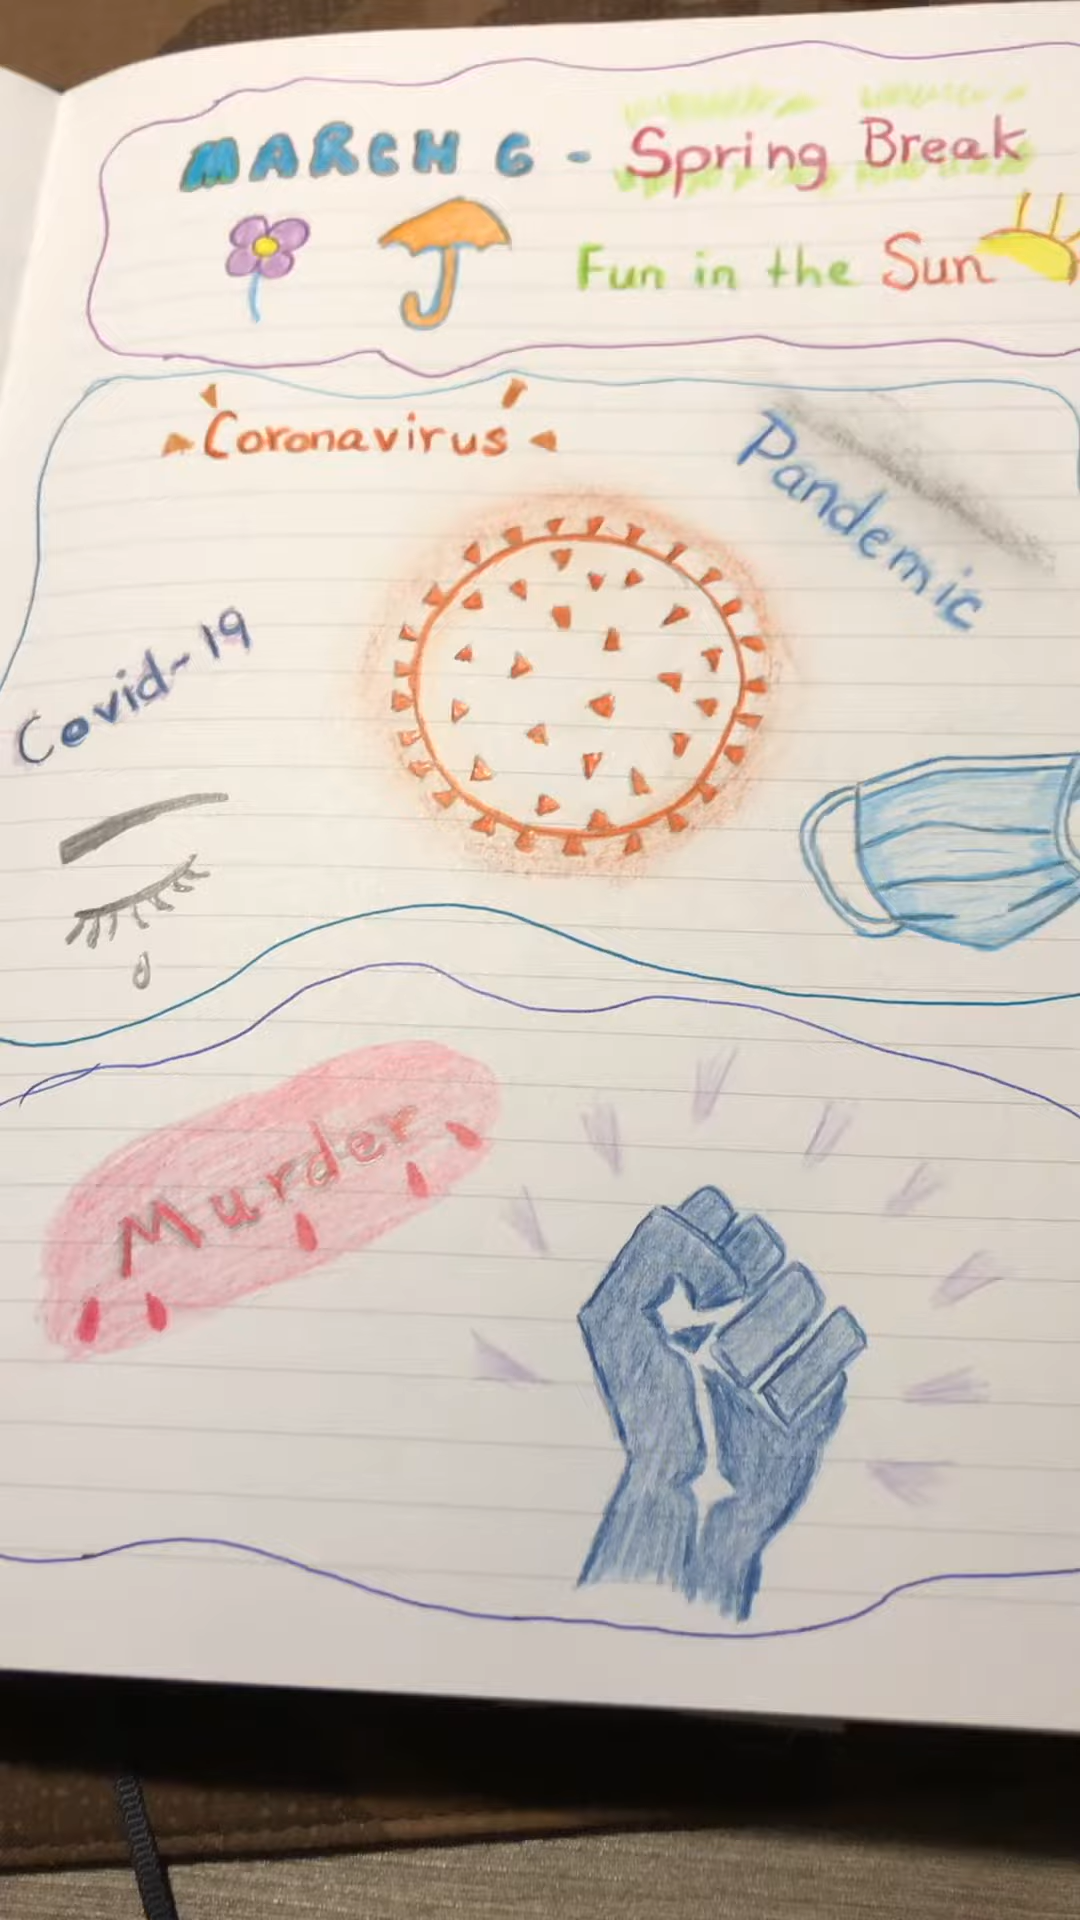 MARCH 6 - Spring Break
Fun in the Sun
Coronavirus
Pandemic
Covid-19
Murder